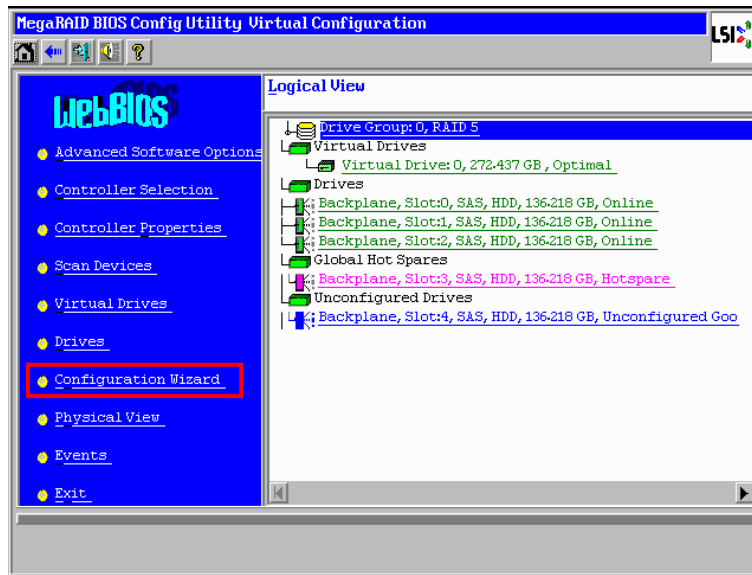 MegaRAID BIOS Config Utility Virtual Configuration
LSI
?
WebBIOS
Advanced Software Options
Controller Selection
Controller Properties
Scan Devices
Virtual Drives
Drives
Configuration Wizard
Physical View
Events
Exit
Logical View
Drive Group: 0, RAID 5
Virtual Drives
Virtual Drive: 0, 272.437 GB , Optimal
Drives
Backplane, Slot:0, SAS, HDD, 136.218 GB, Online
Backplane, Slot:1, SAS, HDD, 136.218 GB, Online
Backplane, Slot:2, SAS, HDD, 136.218 GB, Online
Global Hot Spares
Backplane, Slot:3, SAS, HDD, 136.218 GB, Hotspare
Unconfigured Drives
Backplane, Slot:4, SAS, HDD, 136.218 GB, Unconfigured Goo